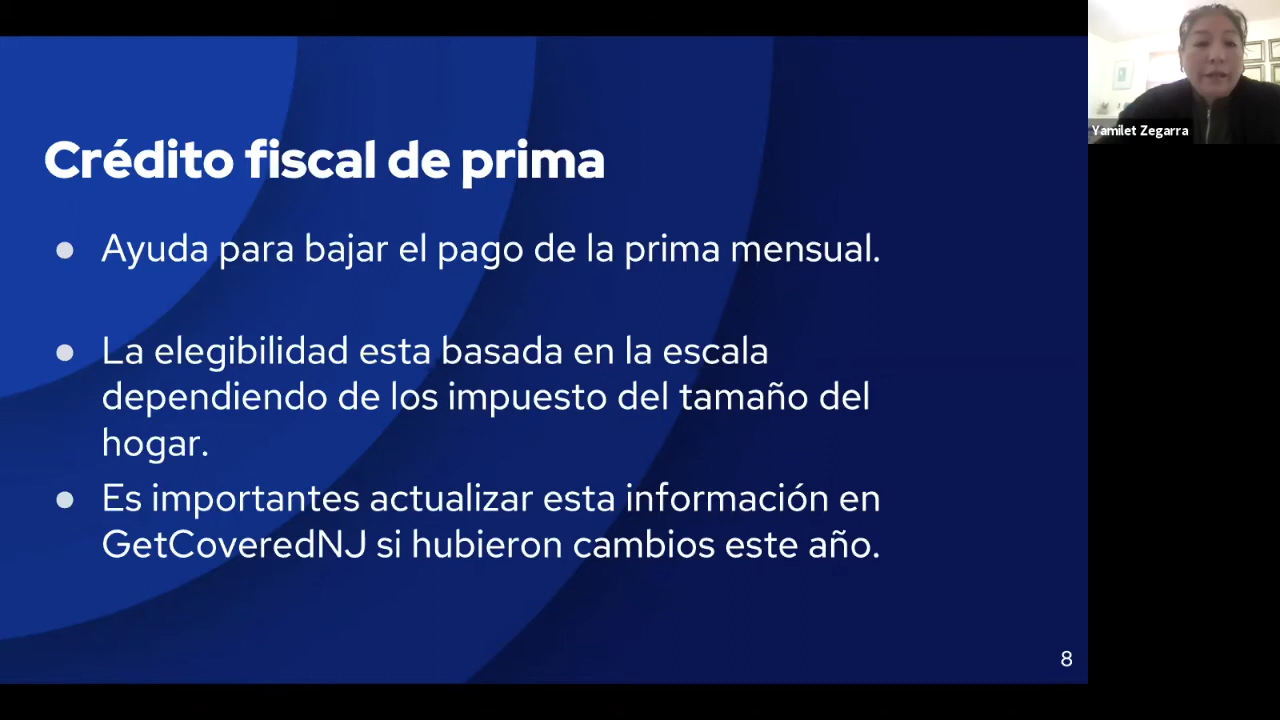 Crédito fiscal de prima
● Ayuda para bajar el pago de la prima mensual.
● La elegibilidad esta basada en la escala
dependiendo de los impuesto del tamaño del
hogar.
● Es importantes actualizar esta información en
GetCoveredNJ si hubieron cambios este año.
8
Yamilet Zegarra